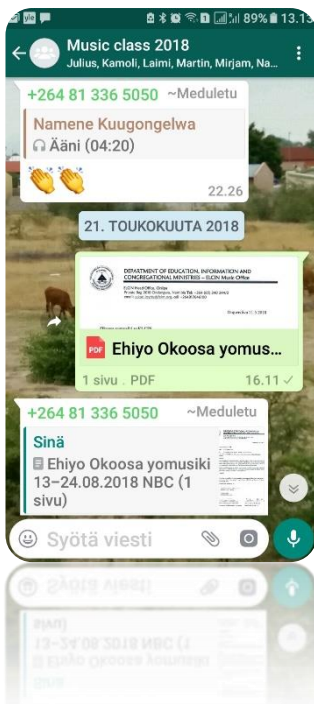 89% 13.13
Music class 2018
Julius, Kamoli, Laimi, Martin, Mirjam, Na...
+264 81 336 5050 ~Meduletu
Namene Kuugongelwa
Ääni (04:20)
22.26
21. TOUKOKUUTA 2018
DEPARTMENT OF EDUCATION, INFORMATION AND
CONGREGATIONAL MINISTRIES – ELCIN Music Office
PDF Ehiyo Okoosa yomus...
1 sivu . PDF 16.11
+264 81 336 5050 ~Meduletu
Sinä
Ehiyo Okoosa yomusiki
13–24.08.2018 NBC (1
sivu)
Syötä viesti